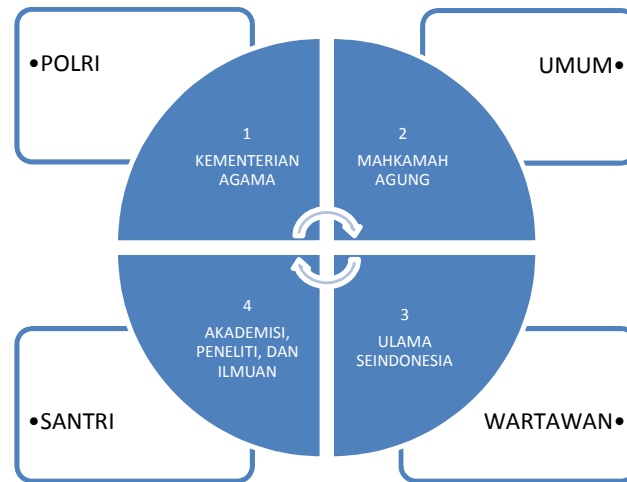 •POLRI
UMUM•
1
KEMENTERIAN
AGAMA
2
MAHKAMAH
AGUNG
4
AKADEMISI,
PENELITI, DAN
ILMUAN
3
ULAMA
SEINDONESIA
•SANTRI
WARTAWAN•